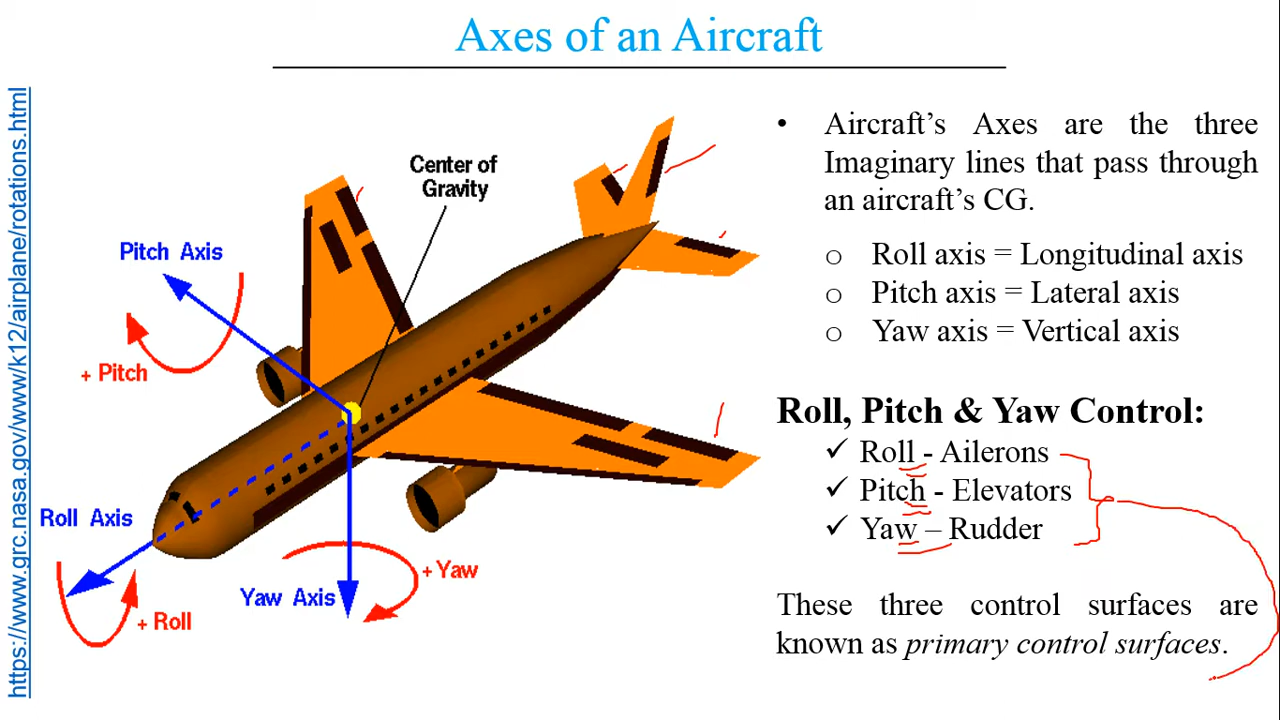 Axes of an Aircraft
https://www.grc.nasa.gov/www/k12/airplane/rotations.html
Center of
Gravity
Pitch Axis
+ Pitch
Roll Axis
+ Roll
Yaw Axis
+ Yaw
• Aircraft's Axes are the three
Imaginary lines that pass through
an aircraft's CG.
o Roll axis = Longitudinal axis
o Pitch axis = Lateral axis
o Yaw axis = Vertical axis
Roll, Pitch & Yaw Control:
✓ Roll - Ailerons
✓ Pitch - Elevators
✓ Yaw – Rudder
These three control surfaces are
known as primary control surfaces.